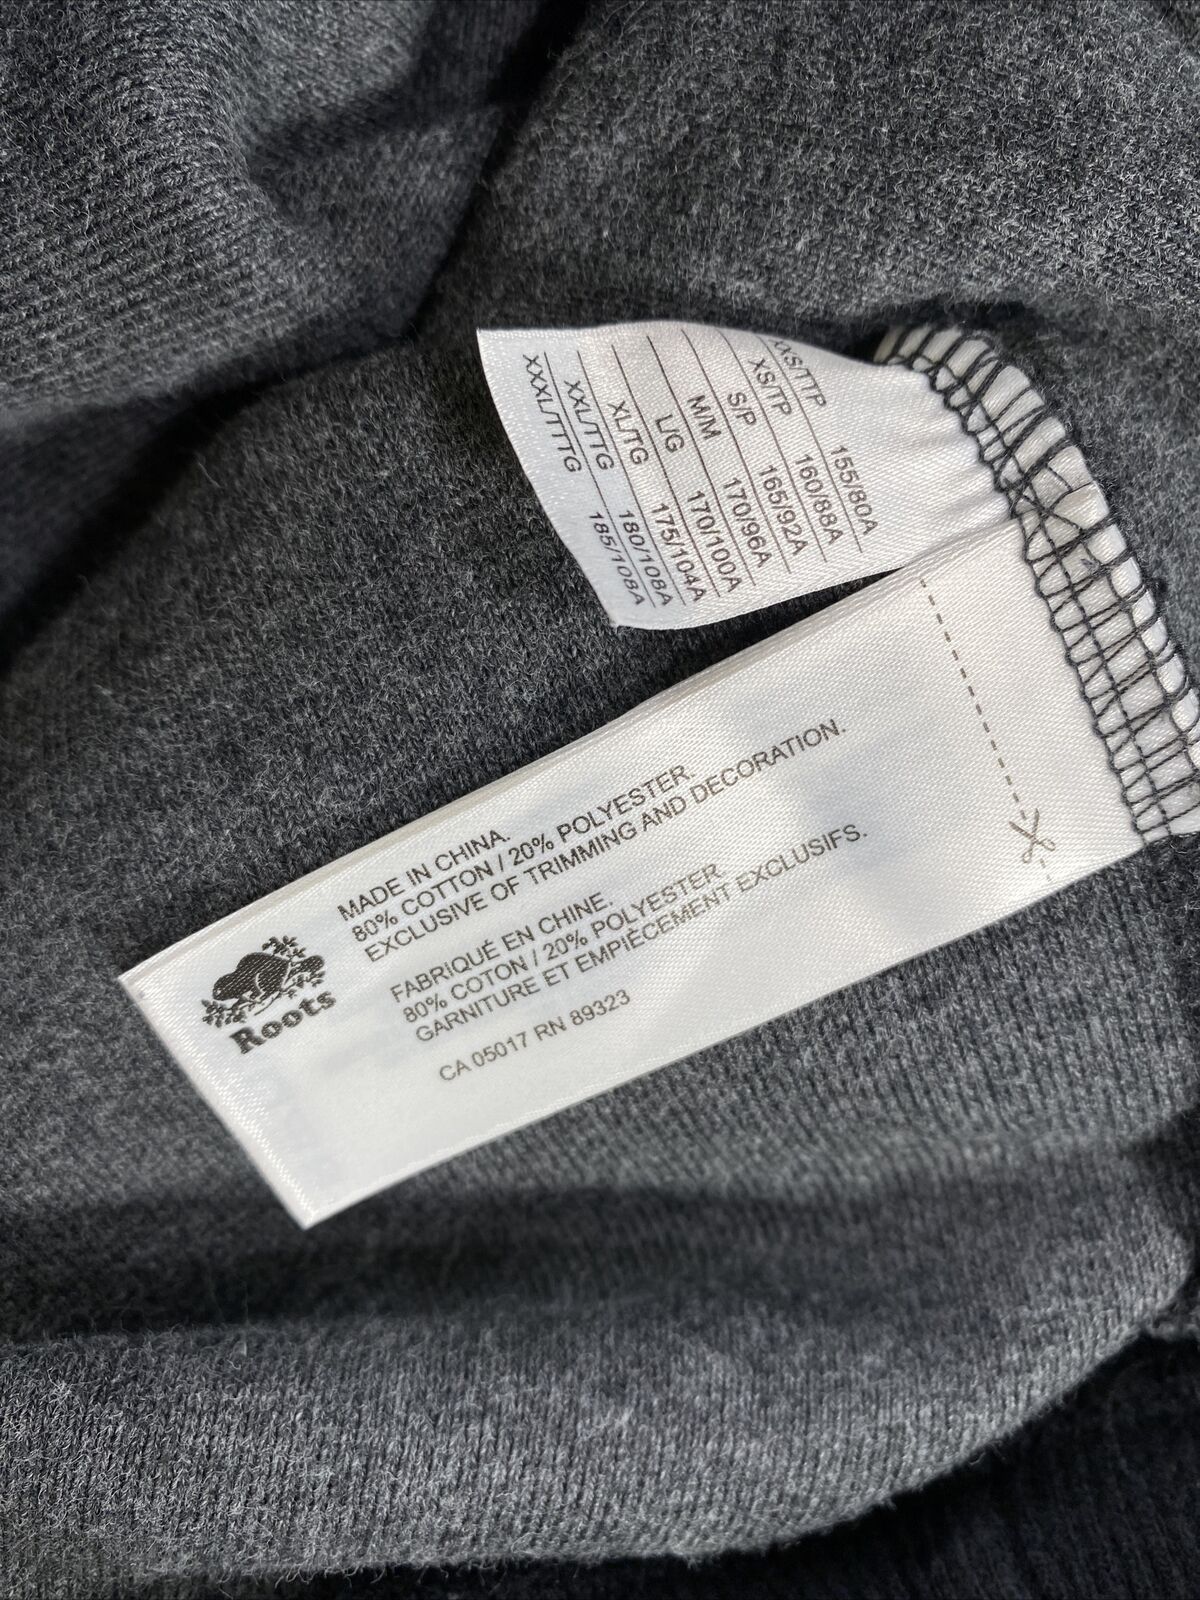 XXS/TTP 155/80A
XS/TP 160/88A
S/P 165/92A
M/M 170/96A
L/G 170/100A
XL/TG 175/104A
XXL/TTG 180/108A
XXXL/TTTG 185/108A
Roots
MADE IN CHINA.
80% COTTON / 20% POLYESTER.
EXCLUSIVE OF TRIMMING AND DECORATION.
FABRIQUÉ EN CHINE.
80% COTON / 20% POLYESTER
GARNITURE ET EMPIÈCEMENT EXCLUSIFS.
CA 05017 RN 89323